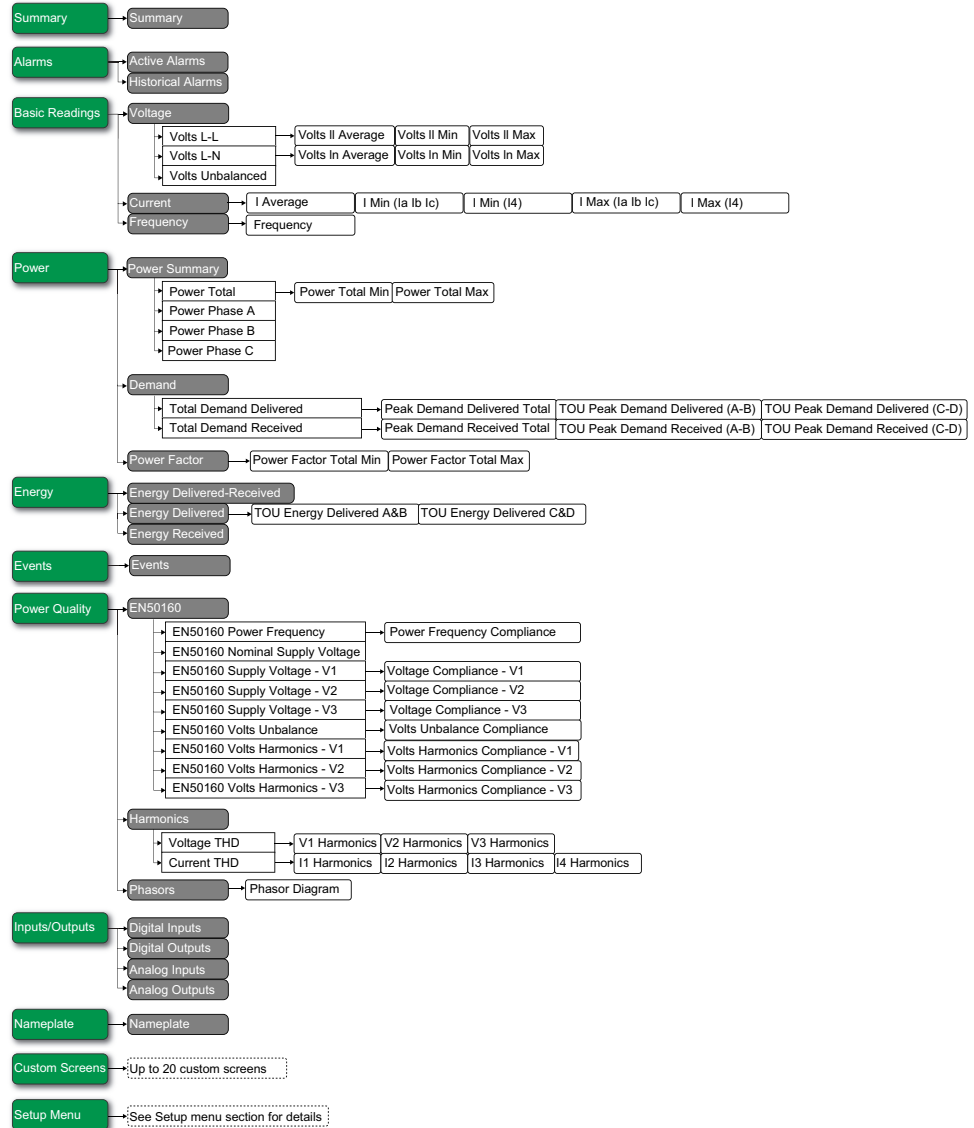 Summary Summary
Alarms Active Alarms
Historical Alarms
Basic Readings Voltage
Volts L-L Volts ll Average Volts ll Min Volts ll Max
Volts L-N Volts ln Average Volts ln Min Volts ln Max
Volts Unbalanced
Current I Average I Min (Ia Ib Ic) I Min (I4) I Max (Ia Ib Ic) I Max (I4)
Frequency Frequency
Power Power Summary
Power Total Power Total Min Power Total Max
Power Phase A
Power Phase B
Power Phase C
Demand
Total Demand Delivered Peak Demand Delivered Total TOU Peak Demand Delivered (A-B) TOU Peak Demand Delivered (C-D)
Total Demand Received Peak Demand Received Total TOU Peak Demand Received (A-B) TOU Peak Demand Received (C-D)
Power Factor Power Factor Total Min Power Factor Total Max
Energy Energy Delivered-Received
Energy Delivered TOU Energy Delivered A&B TOU Energy Delivered C&D
Energy Received
Events Events
Power Quality EN50160
EN50160 Power Frequency Power Frequency Compliance
EN50160 Nominal Supply Voltage
EN50160 Supply Voltage - V1 Voltage Compliance - V1
EN50160 Supply Voltage - V2 Voltage Compliance - V2
EN50160 Supply Voltage - V3 Voltage Compliance - V3
EN50160 Volts Unbalance Volts Unbalance Compliance
EN50160 Volts Harmonics - V1 Volts Harmonics Compliance - V1
EN50160 Volts Harmonics - V2 Volts Harmonics Compliance - V2
EN50160 Volts Harmonics - V3 Volts Harmonics Compliance - V3
Harmonics
Voltage THD V1 Harmonics V2 Harmonics V3 Harmonics
Current THD I1 Harmonics I2 Harmonics I3 Harmonics I4 Harmonics
Phasors Phasor Diagram
Inputs/Outputs Digital Inputs
Digital Outputs
Analog Inputs
Analog Outputs
Nameplate Nameplate
Custom Screens Up to 20 custom screens
Setup Menu See Setup menu section for details